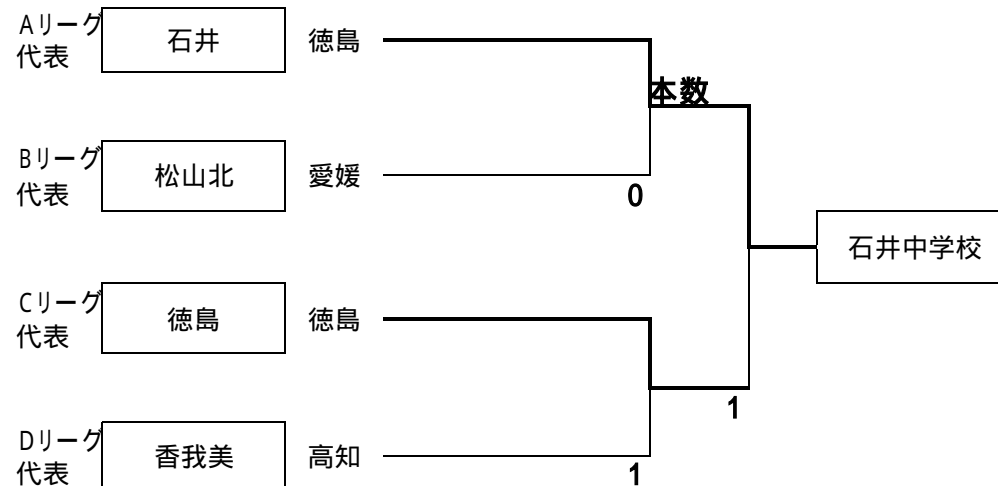 Aリーグ
代表
石井
徳島
本数
Bリーグ
代表
松山北
愛媛
0
石井中学校
Cリーグ
代表
徳島
徳島
1
Dリーグ
代表
香我美
高知
1